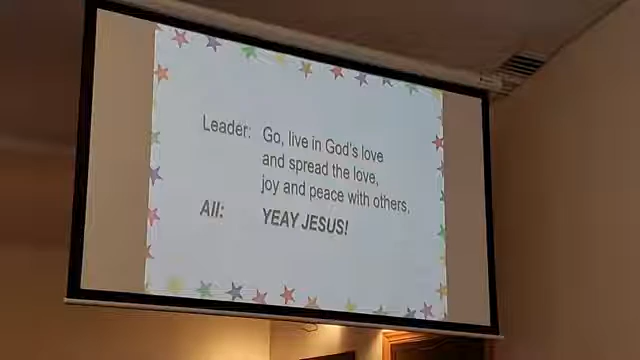 Leader: Go, live in God's love
and spread the love,
joy and peace with others,
All: YEAY JESUS!